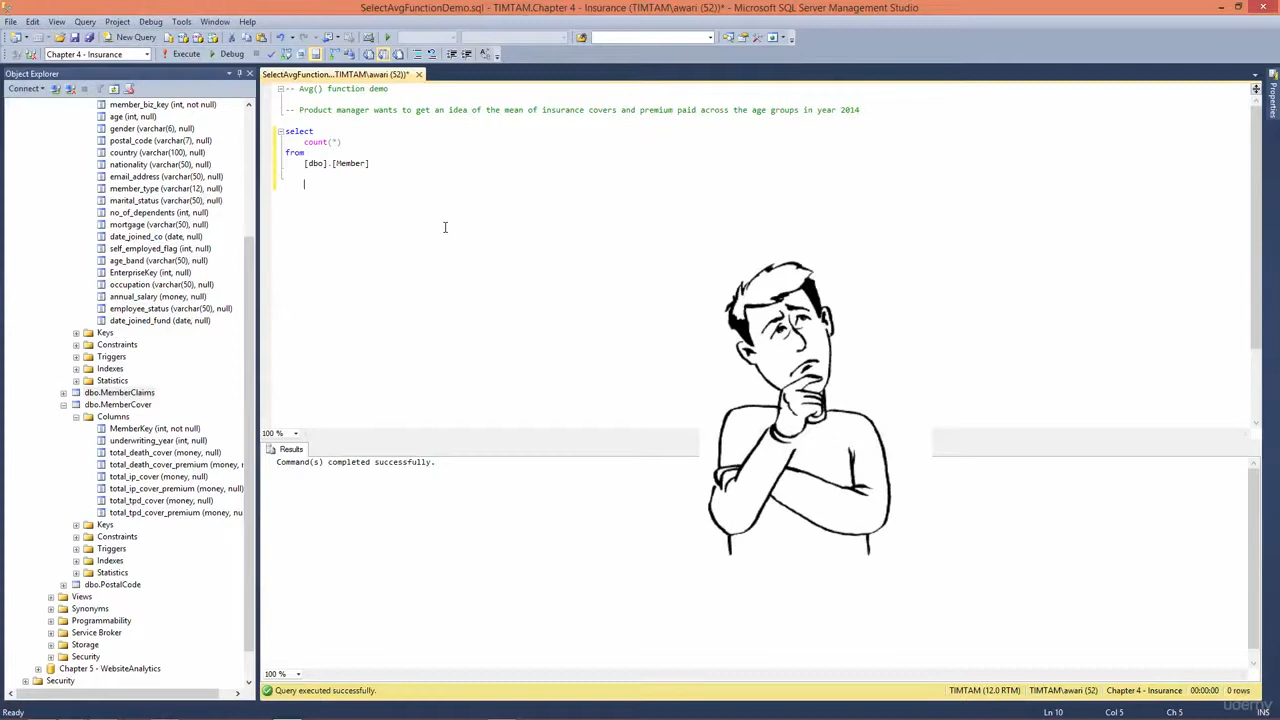 SelectAvgFunctionDemo.sql - TIMTAM.Chapter 4 - Insurance (TIMTAM\awari (52))* - Microsoft SQL Server Management Studio
File Edit View Query Project Debug Tools Window Help
New Query
Chapter 4 - Insurance Execute Debug
Object Explorer
Connect
member_biz_key (int, not null)
age (int, null)
gender (varchar(6), null)
postal_code (varchar(7), null)
country (varchar(100), null)
nationality (varchar(50), null)
email_address (varchar(50), null)
member_type (varchar(12), null)
marital_status (varchar(50), null)
no_of_dependents (int, null)
mortgage (varchar(50), null)
date_joined_co (date, null)
self_employed_flag (int, null)
age_band (varchar(50), null)
EnterpriseKey (int, null)
occupation (varchar(50), null)
annual_salary (money, null)
employee_status (varchar(50), null)
date_joined_fund (date, null)
Keys
Constraints
Triggers
Indexes
Statistics
dbo.MemberClaims
dbo.MemberCover
Columns
MemberKey (int, not null)
underwriting_year (int, null)
total_death_cover (money, null)
total_death_cover_premium (money,
total_ip_cover (money, null)
total_ip_cover_premium (money, null)
total_tpd_cover (money, null)
total_tpd_cover_premium (money, nu
Keys
Constraints
Triggers
Indexes
Statistics
dbo.PostalCode
Views
Synonyms
Programmability
Service Broker
Storage
Security
Chapter 5 - WebsiteAnalytics
Security
SelectAvgFunction...TIMTAM\awari (52))*
-- Avg() function demo
-- Product manager wants to get an idea of the mean of insurance covers and premium paid across the age groups in year 2014
select
count(*)
from
[dbo].[Member]
100 %
Results
Command(s) completed successfully.
100 %
Query executed successfully. TIMTAM (12.0 RTM) TIMTAM\awari (52) Chapter 4 - Insurance 00:00:00 0 rows
Ready Ln 10 Col 5 Ch 5 INS
Properties
udemy